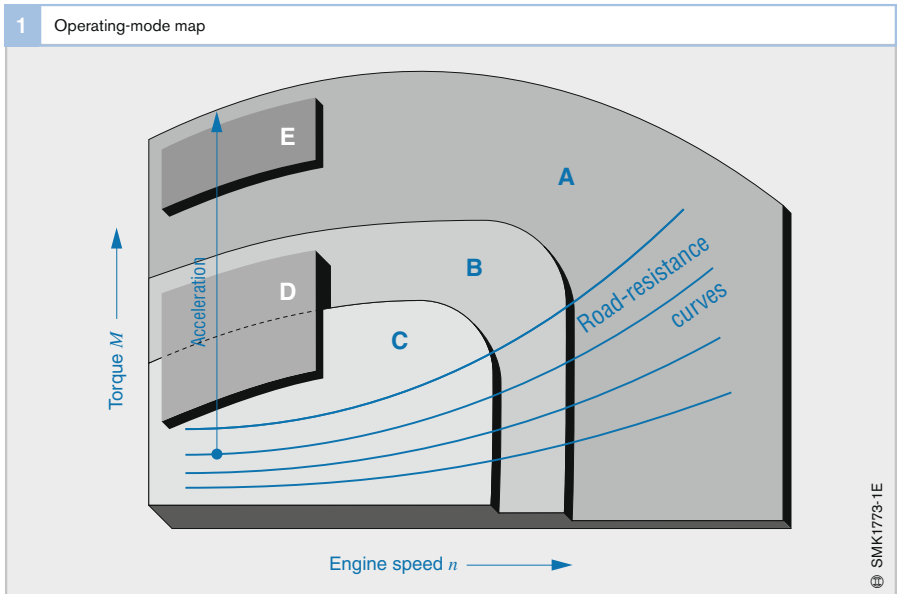 1 Operating-mode map
E
A
B
D
C
Acceleration
Road-resistance
curves
Torque M
Engine speed n
SMK1773-1E